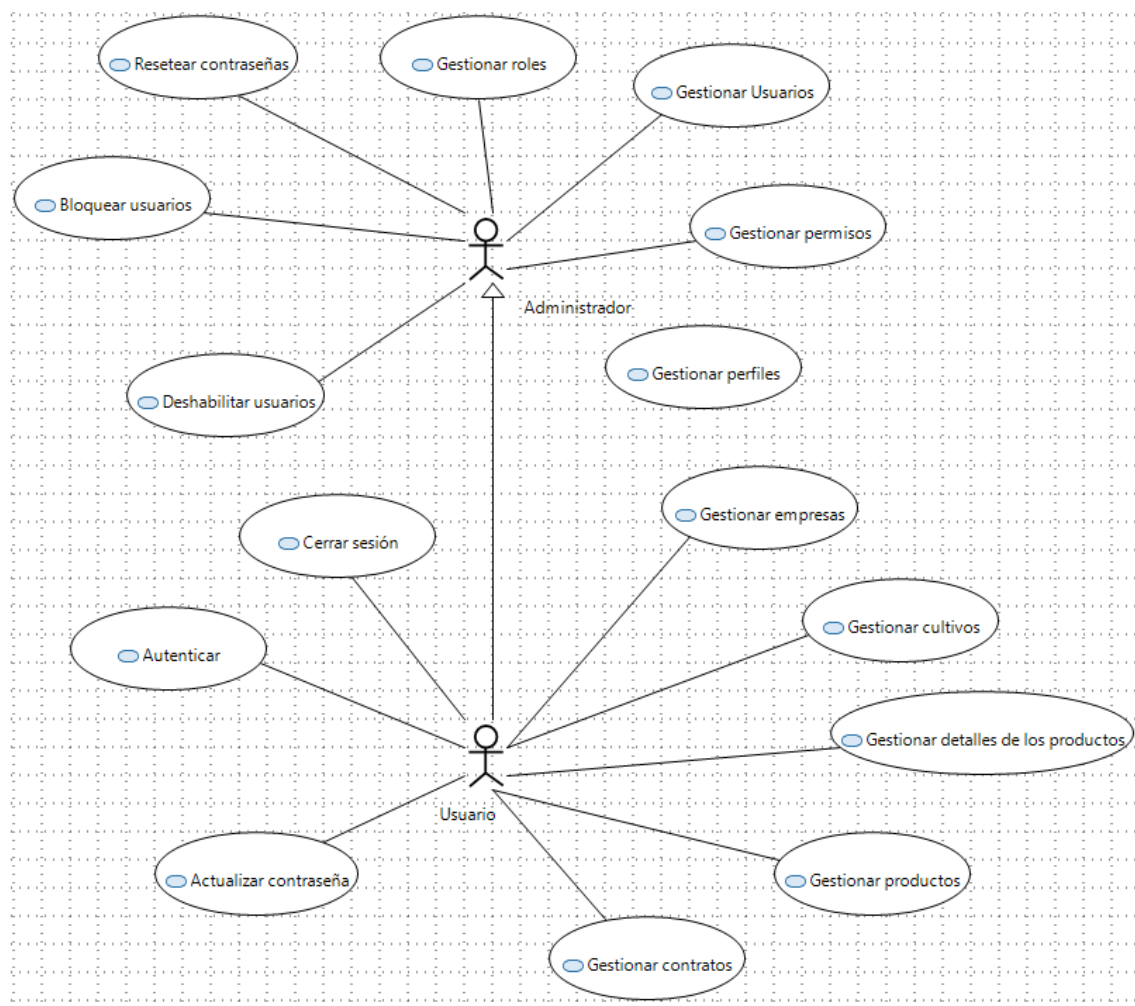 Resetear contraseñas
Gestionar roles
Gestionar Usuarios
Bloquear usuarios
Gestionar permisos
Administrador
Gestionar perfiles
Deshabilitar usuarios
Gestionar empresas
Cerrar sesión
Gestionar cultivos
Autenticar
Gestionar detalles de los productos
Usuario
Actualizar contraseña
Gestionar productos
Gestionar contratos